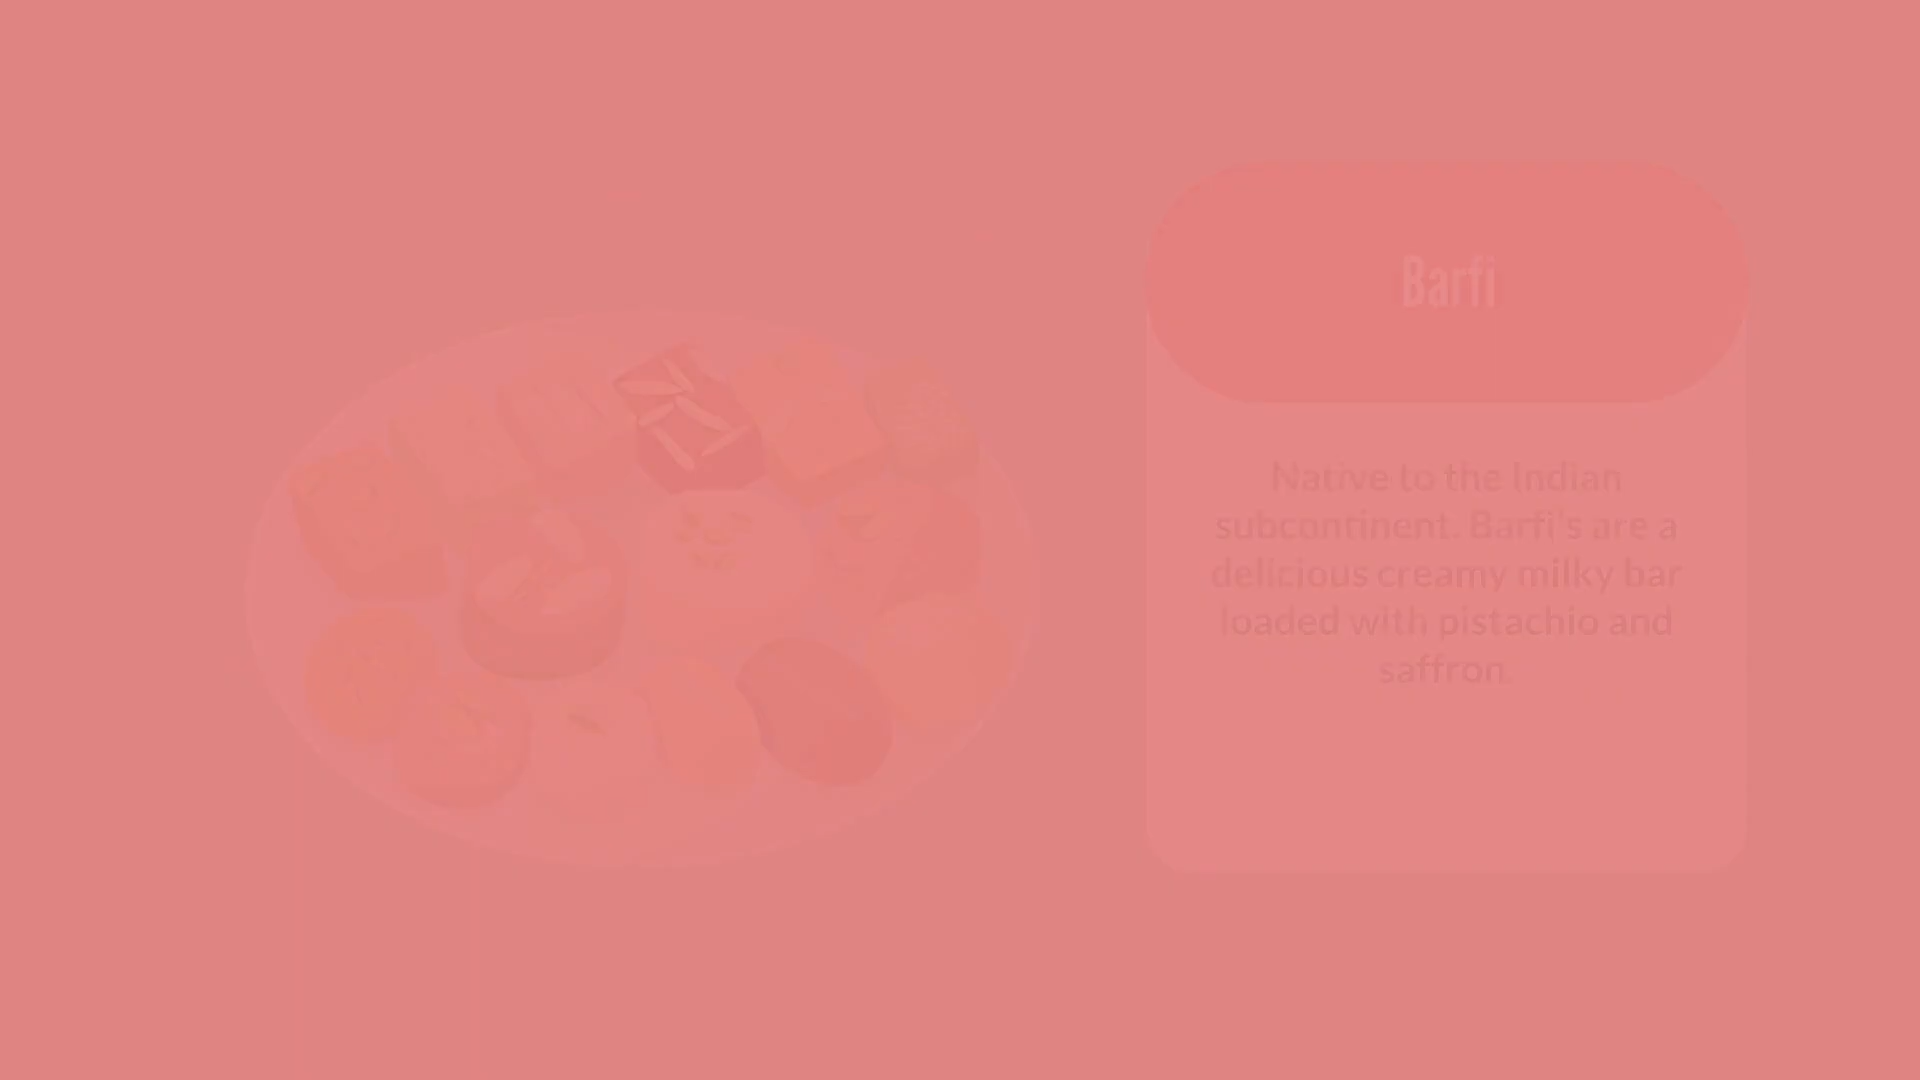 Barfi
Native to the Indian
subcontinent. Barfi's are a
delicious creamy milky bar
loaded with pistachio and
saffron.